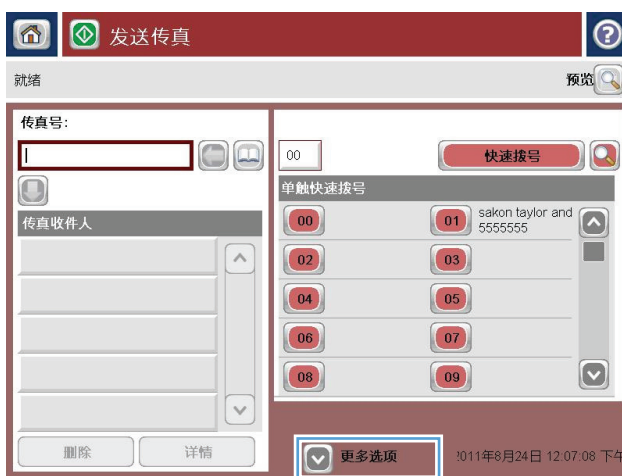 发送传真
就绪
预览
传真号:
00
快速拨号
单触快速拨号
传真收件人
00
01 sakon taylor and
5555555
02
03
04
05
06
07
08
09
删除
详情
更多选项
2011年8月24日 12:07:08 下午